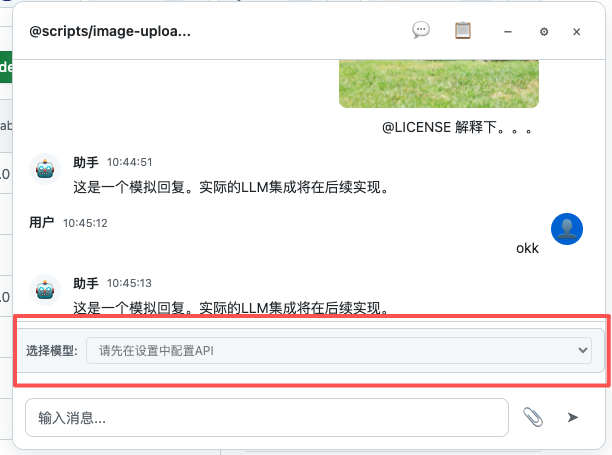 @scripts/image-uploa...
de
ab
.0
@LICENSE 解释下。。。
助手 10:44:51
这是一个模拟回复。实际的LLM集成将在后续实现。
用户 10:45:12
okk
.0
助手 10:45:13
这是一个模拟回复。实际的LLM集成将在后续实现。
选择模型: 请先在设置中配置API
输入消息...